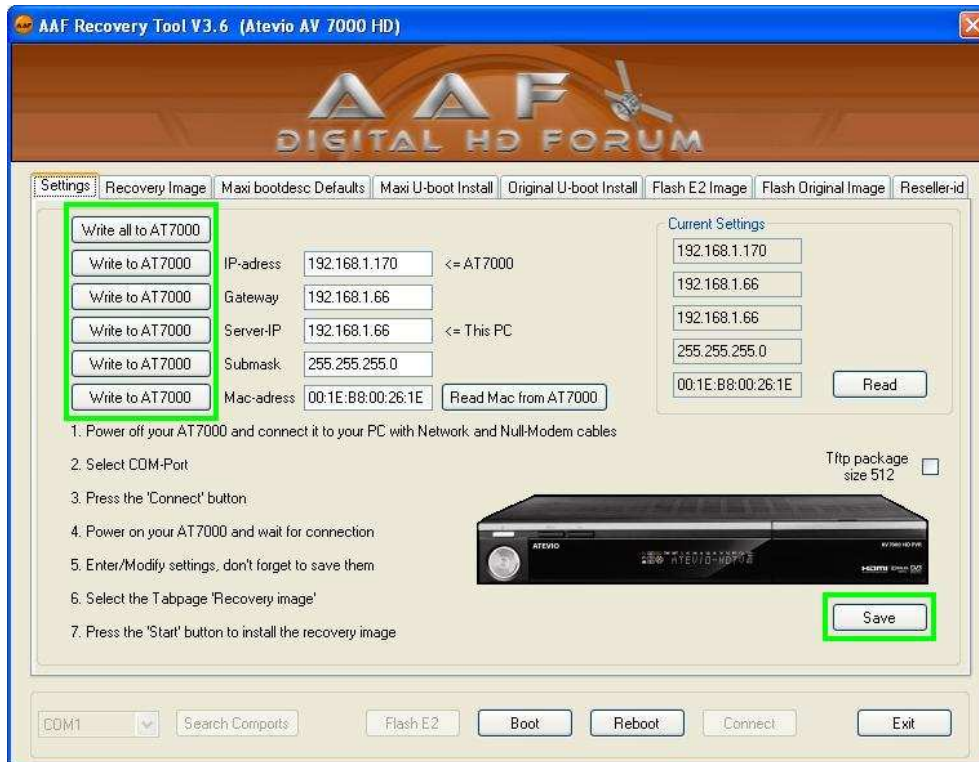 AAF Recovery Tool V3.6 (Atevio AV 7000 HD)
AAF
DIGITAL HD FORUM
Settings Recovery Image Maxi bootdesc Defaults Maxi U-boot Install Original U-boot Install Flash E2 Image Flash Original Image Reseller-id
Write all to AT7000
Write to AT7000 IP-adress 192.168.1.170 <= AT7000
Write to AT7000 Gateway 192.168.1.66
Write to AT7000 Server-IP 192.168.1.66 <= This PC
Write to AT7000 Submask 255.255.255.0
Write to AT7000 Mac-adress 00:1E:B8:00:26:1E Read Mac from AT7000
Current Settings
192.168.1.170
192.168.1.66
192.168.1.66
255.255.255.0
00:1E:B8:00:26:1E Read
1. Power off your AT7000 and connect it to your PC with Network and Null-Modem cables
2. Select COM-Port
3. Press the 'Connect' button
4. Power on your AT7000 and wait for connection
5. Enter/Modify settings, don't forget to save them
6. Select the Tabpage 'Recovery image'
7. Press the 'Start' button to install the recovery image
Tftp package
size 512
ATEVIO
AV 7000 HD PVR
ATEVIO-HDTV
HDMI
Save
COM1 Search Comports Flash E2 Boot Reboot Connect Exit